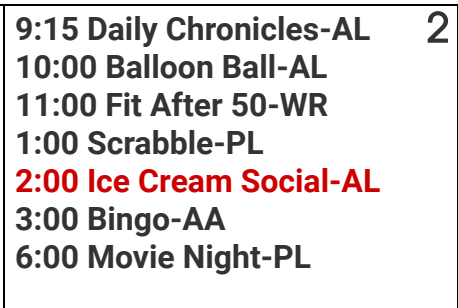 9:15 Daily Chronicles-AL 2
10:00 Balloon Ball-AL
11:00 Fit After 50-WR
1:00 Scrabble-PL
2:00 Ice Cream Social-AL
3:00 Bingo-AA
6:00 Movie Night-PL